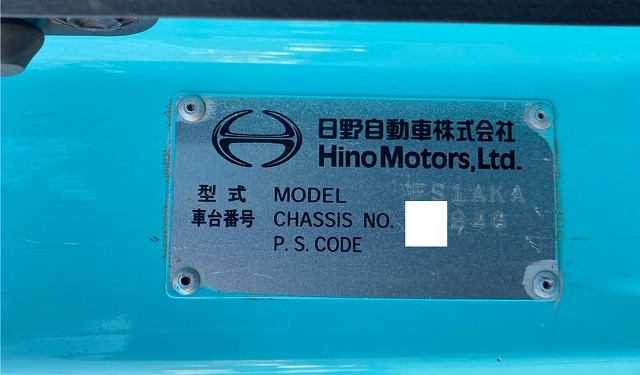 日野自動車株式会社
Hino Motors, Ltd.
型式 MODEL FS1AKA
車台番号 CHASSIS NO.
P.S. CODE